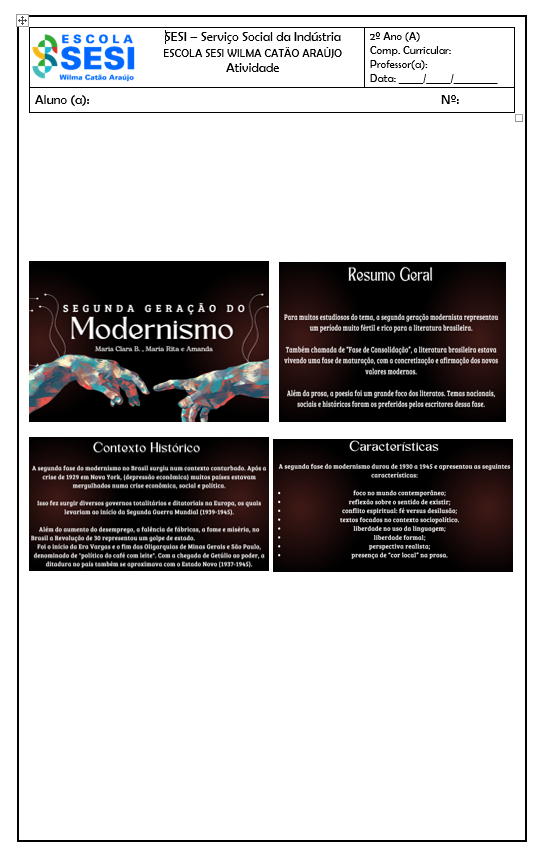 ESCOLA
SESI
Wilma Catão Araújo
SESI – Serviço Social da Indústria
ESCOLA SESI WILMA CATÃO ARAÚJO
Atividade
2º Ano (A)
Comp. Curricular:
Professor(a):
Data: ____/____/________
Aluno (a):
Nº:
SEGUNDA GERAÇÃO DO
Modernismo
Maria Clara B. , Maria Rita e Amanda
Resumo Geral
Para muitos estudiosos do tema, a segunda geração modernista representou
um período muito fértil e rico para a literatura brasileira.
Também chamada de “Fase de Consolidação”, a literatura brasileira estava
vivendo uma fase de maturação, com a concretização e afirmação dos novos
valores modernos.
Além da prosa, a poesia foi um grande foco dos literatos. Temas nacionais,
sociais e históricos foram os preferidos pelos escritores dessa fase.
Contexto Histórico
A segunda fase do modernismo no Brasil surgiu num contexto conturbado. Após a
crise de 1929 em Nova York, (depressão econômica) muitos países estavam
mergulhados numa crise econômica, social e política.
Isso fez surgir diversos governos totalitários e ditatoriais na Europa, os quais
levariam ao início da Segunda Guerra Mundial (1939-1945).
Além do aumento do desemprego, a falência de fábricas, a fome e miséria, no
Brasil a Revolução de 30 representou um golpe de estado.
Foi o início da Era Vargas e o fim das Oligarquias de Minas Gerais e São Paulo,
denominado de "política do café com leite". Com a chegada de Getúlio ao poder, a
ditadura no país também se aproximava com o Estado Novo (1937-1945).
Características
A segunda fase do modernismo durou de 1930 a 1945 e apresentou as seguintes
características:
• foco no mundo contemporâneo;
• reflexão sobre o sentido de existir;
• conflito espiritual: fé versus desilusão;
• textos focados no contexto sociopolítico.
• liberdade no uso da linguagem;
• liberdade formal;
• perspectiva realista;
• presença de “cor local” na prosa.